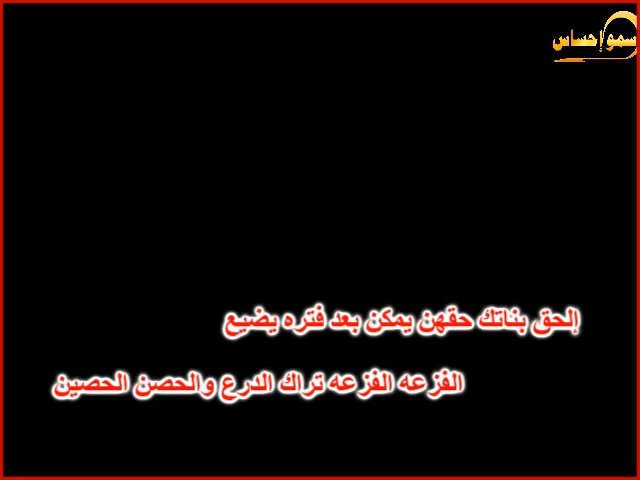 سمو إحساس
إلحق بناتك حقهن يمكن بعد فتره يضيع
الفزعه الفزعه تراك الدرع والحصن الحصين